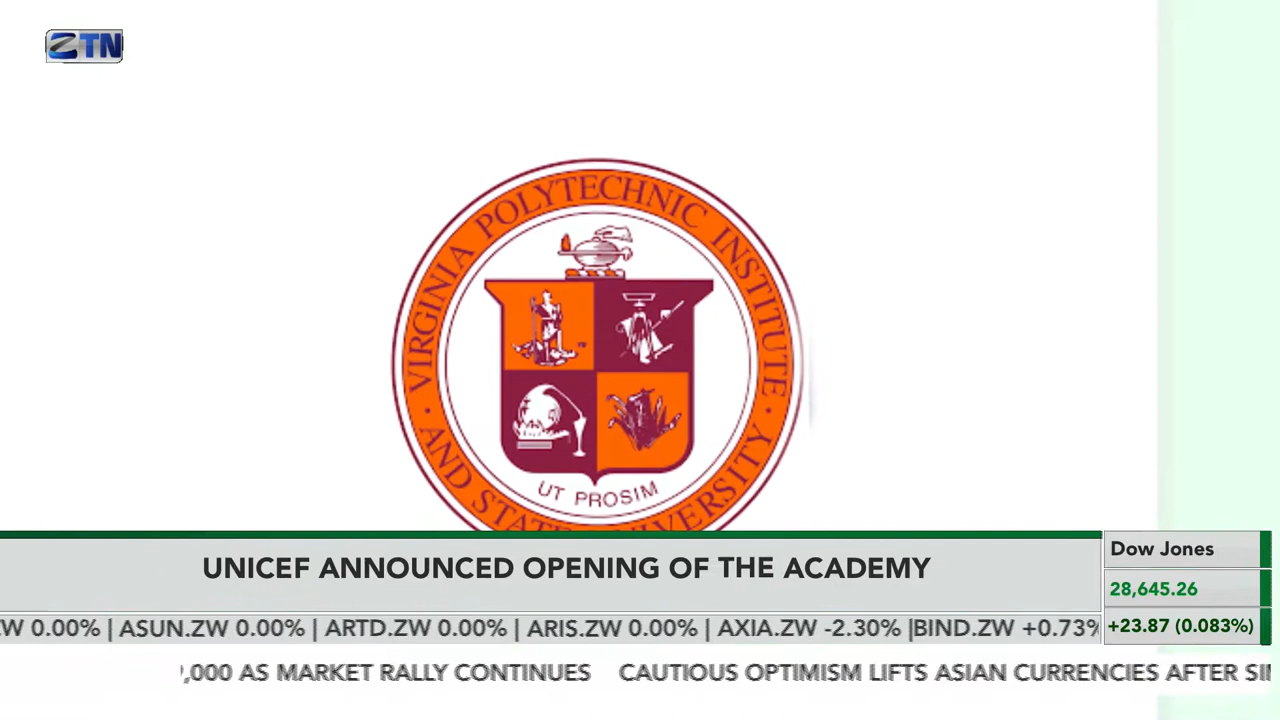 ZTN
VIRGINIA POLYTECHNIC INSTITUTE
AND STATE UNIVERSITY
UT PROSIM
UNICEF ANNOUNCED OPENING OF THE ACADEMY
Dow Jones
28,645.26
+23.87 (0.083%)
ZW 0.00% | ASUN.ZW 0.00% | ARTD.ZW 0.00% | ARIS.ZW 0.00% | AXIA.ZW -2.30% |BIND.ZW +0.73%
,000 AS MARKET RALLY CONTINUES CAUTIOUS OPTIMISM LIFTS ASIAN CURRENCIES AFTER